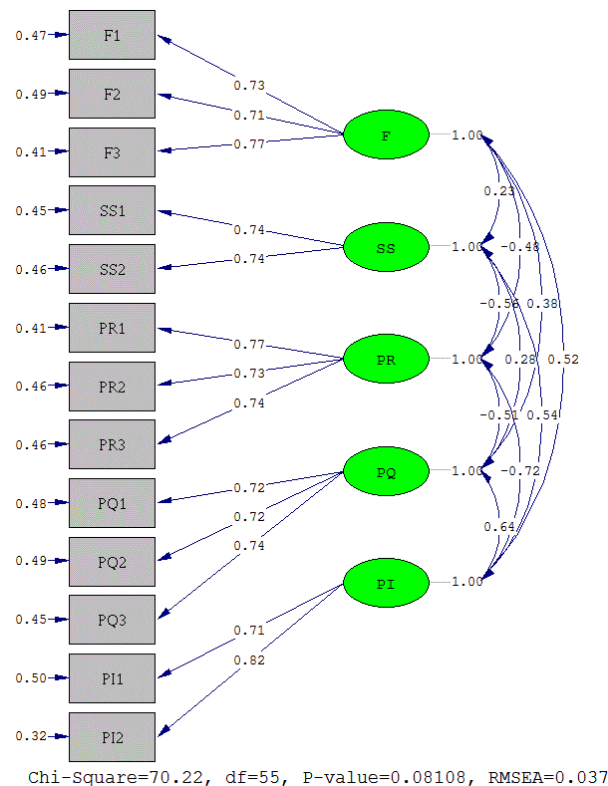 0.47 F1
0.73
0.49 F2
0.71
F 1.00
0.41 F3
0.77
0.23
0.45 SS1
0.74
SS 1.00 -0.48
0.46 SS2
0.74
-0.56 0.38
0.41 PR1
0.77
PR 1.00 0.28 0.52
0.46 PR2
0.73
0.74
-0.51 0.54
0.46 PR3
PQ 1.00 -0.72
0.48 PQ1
0.72
0.72
0.64
0.49 PQ2
0.74
PI 1.00
0.45 PQ3
0.71
0.50 PI1
0.82
0.32 PI2
Chi-Square=70.22, df=55, P-value=0.08108, RMSEA=0.037